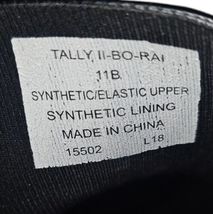 TALLY, II-BO-RAI
11B
SYNTHETIC/ELASTIC UPPER
SYNTHETIC LINING
MADE IN CHINA
15502 L18